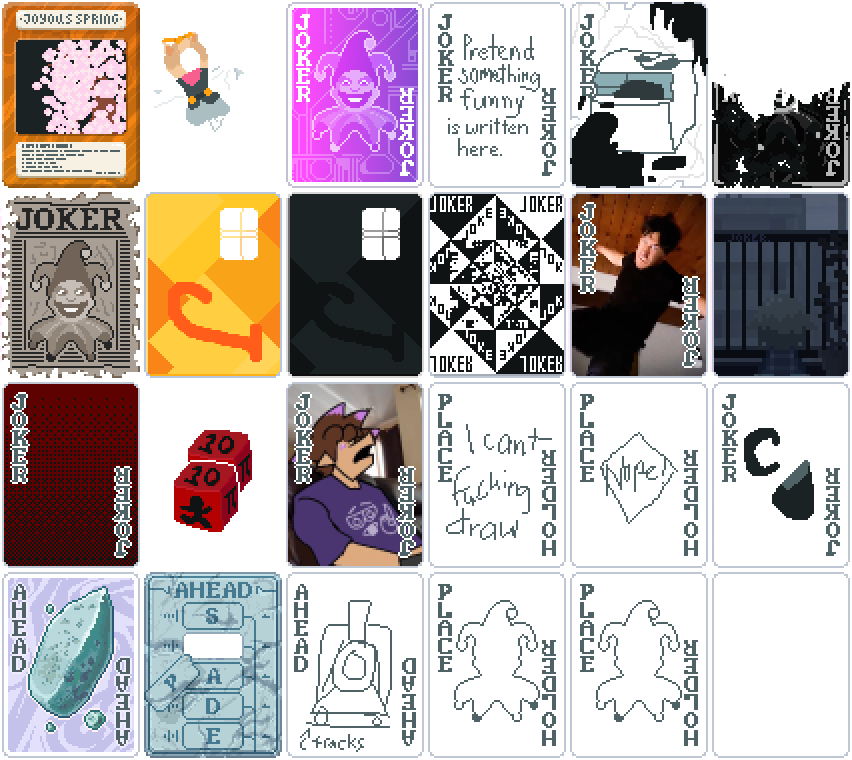 JOYOUS SPRING
JOKER
JOKER
JOKER
Pretend
something
funny
is written
here.
JOKER
JOKER
JOKER
JOKER
JOKER
J
J
JOKER
JOKER
JOKER
JOKER
JOKER
JOKER
JOKER
JOKER
JOKER
10
10
π
π
JOKER
JOKER
PLACE
I cant
fucking
draw
HOLDER
PLACE
Nope!
HOLDER
JOKER
JOKER
AHEAD
AHEAD
AHEAD
S
A
D
E
AHEAD
tracks
AHEAD
PLACE
HOLDER
PLACE
HOLDER